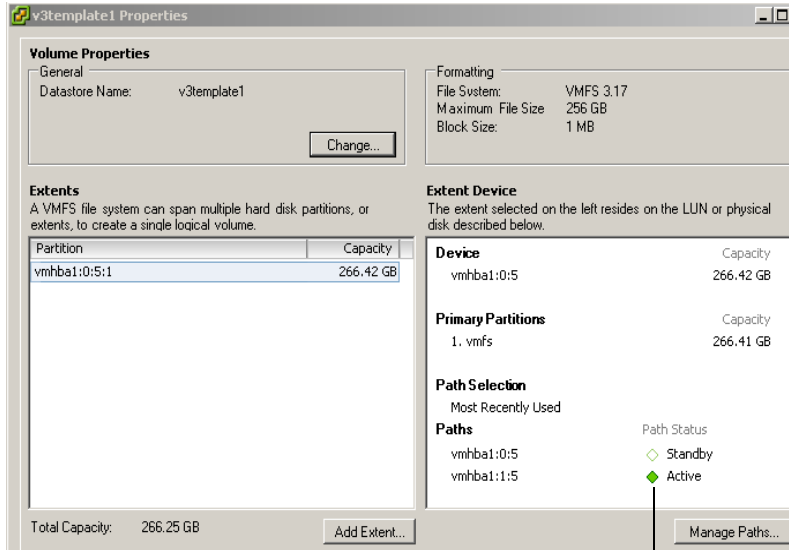 v3template1 Properties
Volume Properties
General
Datastore Name: v3template1
Change...
Formatting
File System: VMFS 3.17
Maximum File Size 256 GB
Block Size: 1 MB
Extents
A VMFS file system can span multiple hard disk partitions, or
extents, to create a single logical volume.
Partition Capacity
vmhba1:0:5:1 266.42 GB
Total Capacity: 266.25 GB
Add Extent...
Extent Device
The extent selected on the left resides on the LUN or physical
disk described below.
Device Capacity
vmhba1:0:5 266.42 GB
Primary Partitions Capacity
1. vmfs 266.41 GB
Path Selection
Most Recently Used
Paths Path Status
vmhba1:0:5 Standby
vmhba1:1:5 Active
Manage Paths...